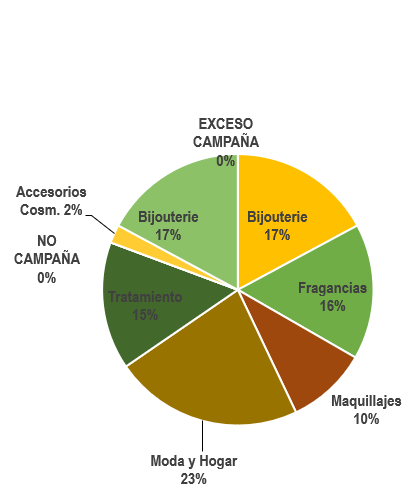 EXCESO
CAMPAÑA
0%
Accesorios
Cosm. 2%
Bijouterie
17%
Bijouterie
17%
NO
CAMPAÑA
0%
Tratamiento
15%
Fragancias
16%
Maquillajes
10%
Moda y Hogar
23%